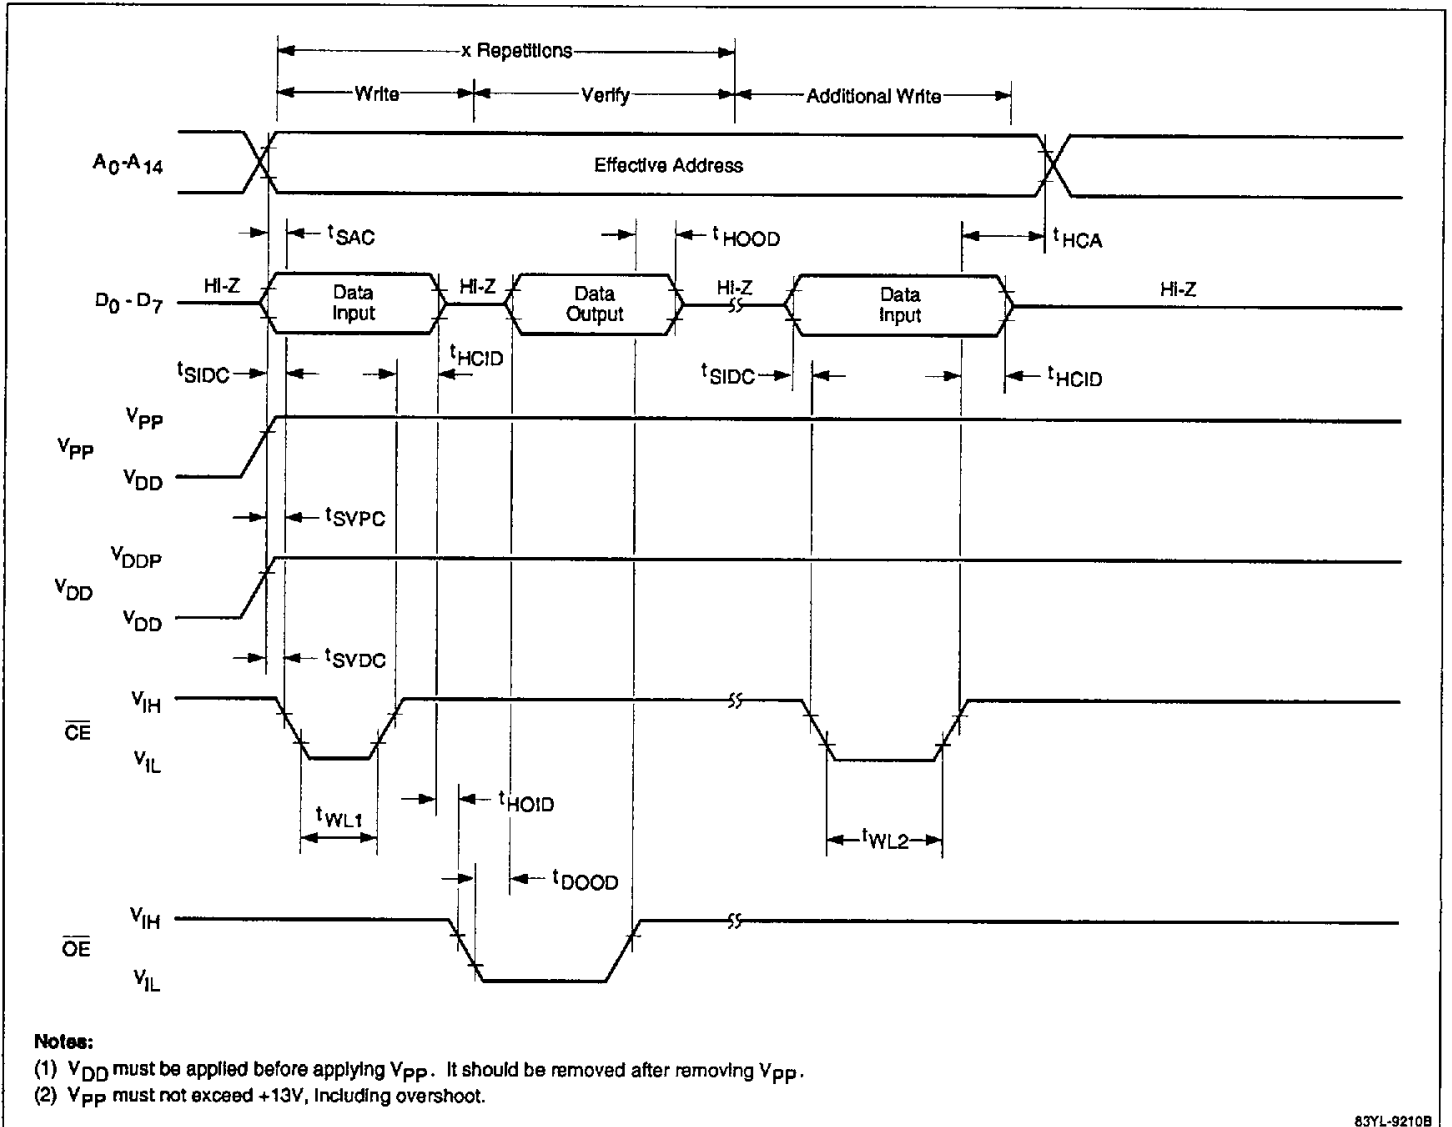 x Repetitions
Write Verify Additional Write
A0-A14 Effective Address
tSAC tHOOD tHCA
D0 - D7 HI-Z Data Input HI-Z Data Output HI-Z Data Input HI-Z
tSIDC tHCID tSIDC tHCID
VPP
VPP
VDD
tSVPC
VDDP
VDD
VDD
tSVDC
VIH
CE
VIL
tHOID
tWL1 tWL2
tDOOD
VIH
OE
VIL
Notes:
(1) VDD must be applied before applying VPP. It should be removed after removing VPP.
(2) VPP must not exceed +13V, including overshoot.
83YL-9210B